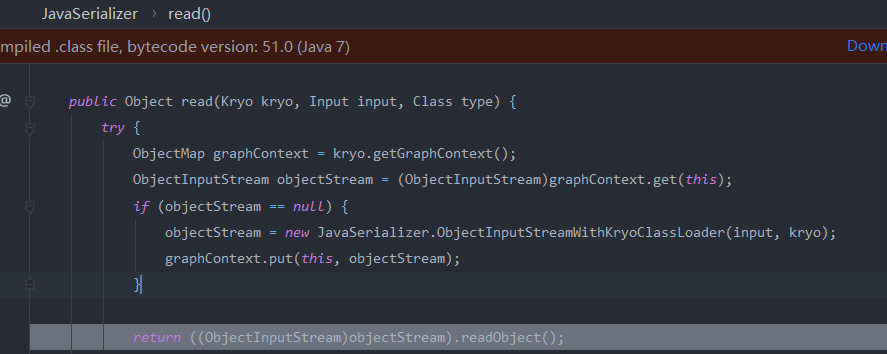 JavaSerializer › read()
mpiled .class file, bytecode version: 51.0 (Java 7) Down
@
public Object read(Kryo kryo, Input input, Class type) {
try {
ObjectMap graphContext = kryo.getGraphContext();
ObjectInputStream objectStream = (ObjectInputStream)graphContext.get(this);
if (objectStream == null) {
objectStream = new JavaSerializer.ObjectInputStreamWithKryoClassLoader(input, kryo);
graphContext.put(this, objectStream);
}
return ((ObjectInputStream)objectStream).readObject();